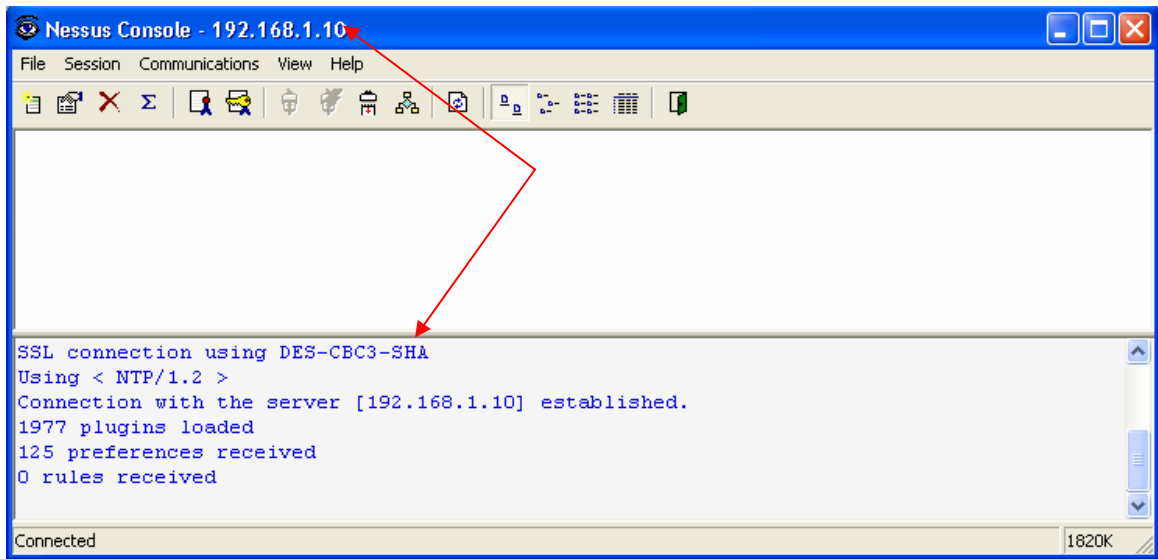 Nessus Console - 192.168.1.10
File Session Communications View Help
SSL connection using DES-CBC3-SHA
Using < NTP/1.2 >
Connection with the server [192.168.1.10] established.
1977 plugins loaded
125 preferences received
0 rules received
Connected 1820K